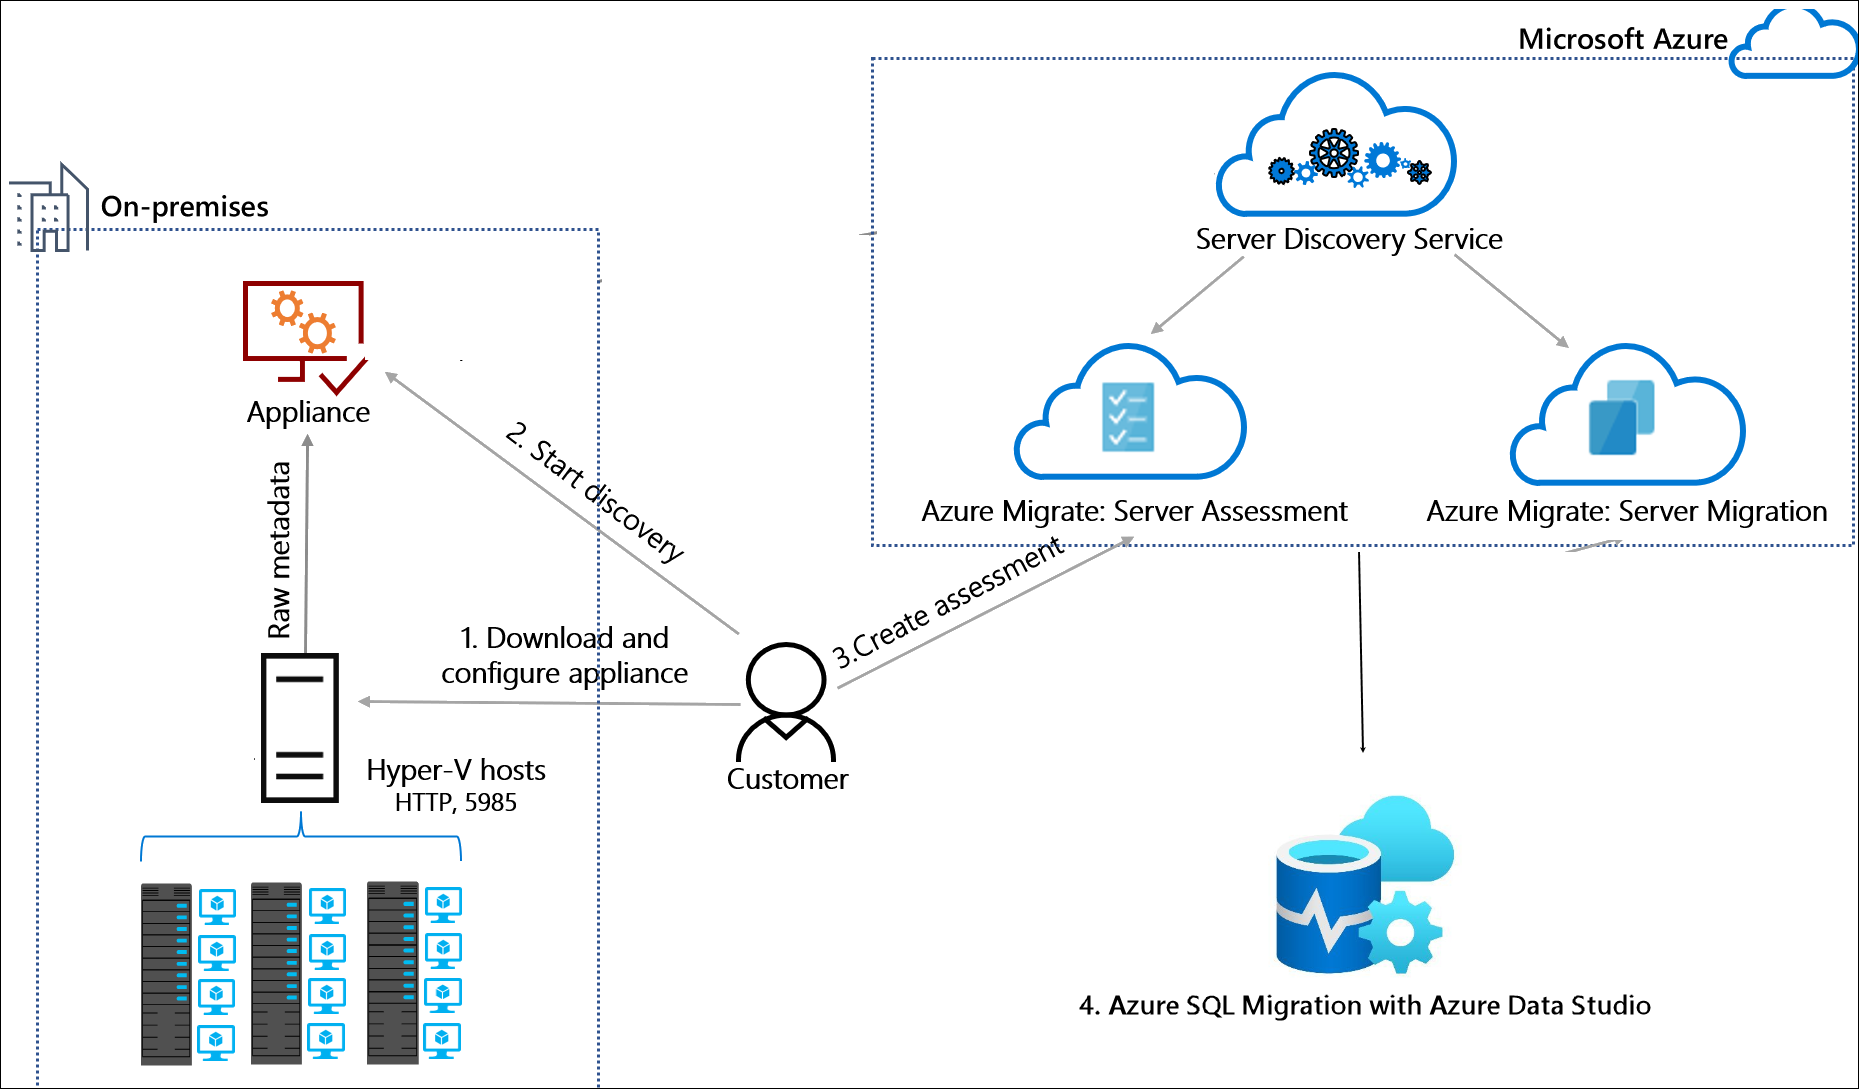 Microsoft Azure
Server Discovery Service
On-premises
Appliance
2. Start discovery
Raw metadata
Azure Migrate: Server Assessment
Azure Migrate: Server Migration
3.Create assessment
1. Download and
configure appliance
Hyper-V hosts
HTTP, 5985
Customer
4. Azure SQL Migration with Azure Data Studio